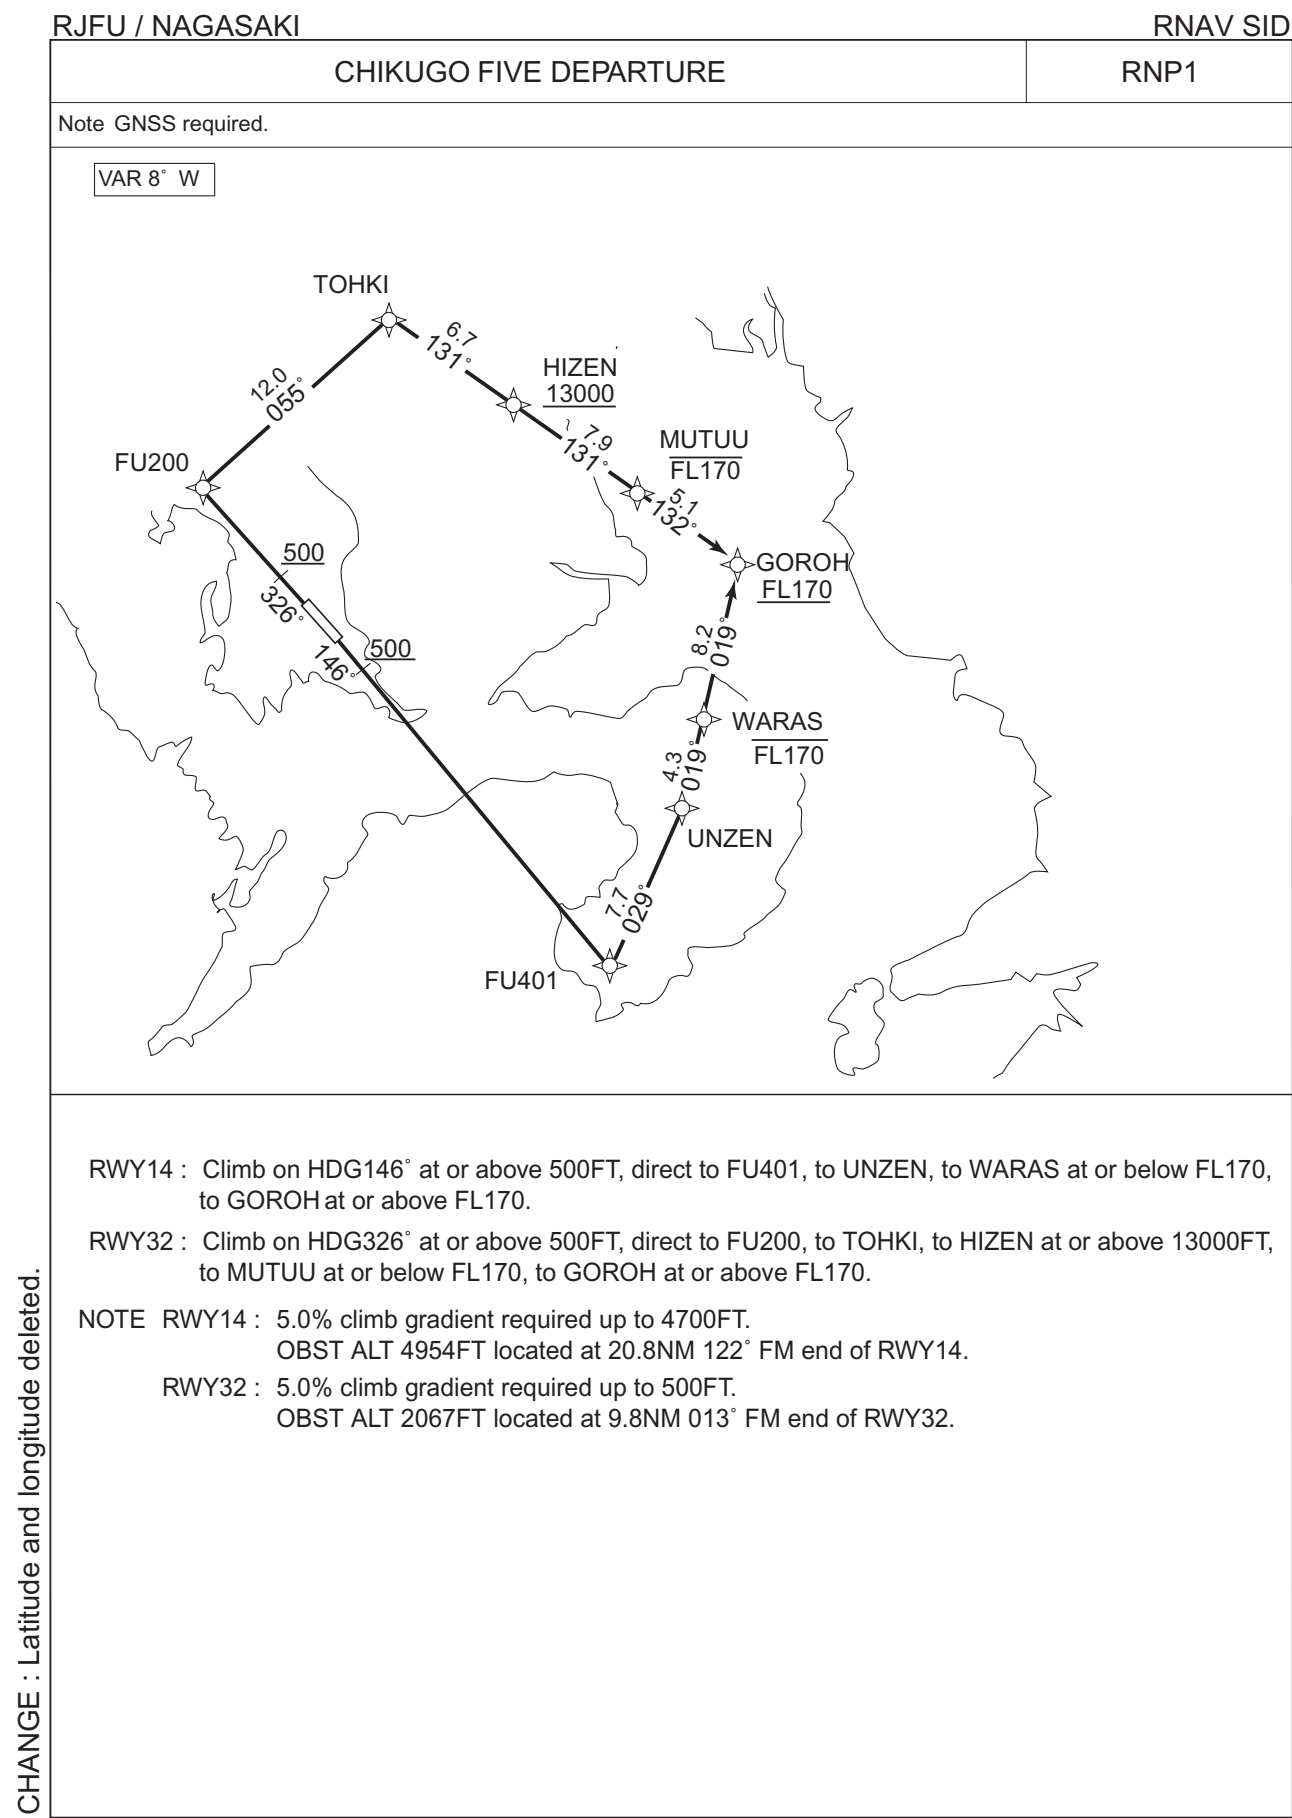 RJFU / NAGASAKI
RNAV SID
CHIKUGO FIVE DEPARTURE
RNP1
Note GNSS required.
VAR 8° W
TOHKI
6.7
131°
HIZEN
13000
12.0
055°
7.9
131°
MUTUU
FL170
FU200
5.1
132°
500
GOROH
FL170
326°
8.2
019°
500
146°
WARAS
FL170
4.3
019°
UNZEN
7.7
029°
FU401
RWY14 : Climb on HDG146° at or above 500FT, direct to FU401, to UNZEN, to WARAS at or below FL170,
to GOROH at or above FL170.
RWY32 : Climb on HDG326° at or above 500FT, direct to FU200, to TOHKI, to HIZEN at or above 13000FT,
to MUTUU at or below FL170, to GOROH at or above FL170.
NOTE RWY14 : 5.0% climb gradient required up to 4700FT.
OBST ALT 4954FT located at 20.8NM 122° FM end of RWY14.
RWY32 : 5.0% climb gradient required up to 500FT.
OBST ALT 2067FT located at 9.8NM 013° FM end of RWY32.
CHANGE : Latitude and longitude deleted.